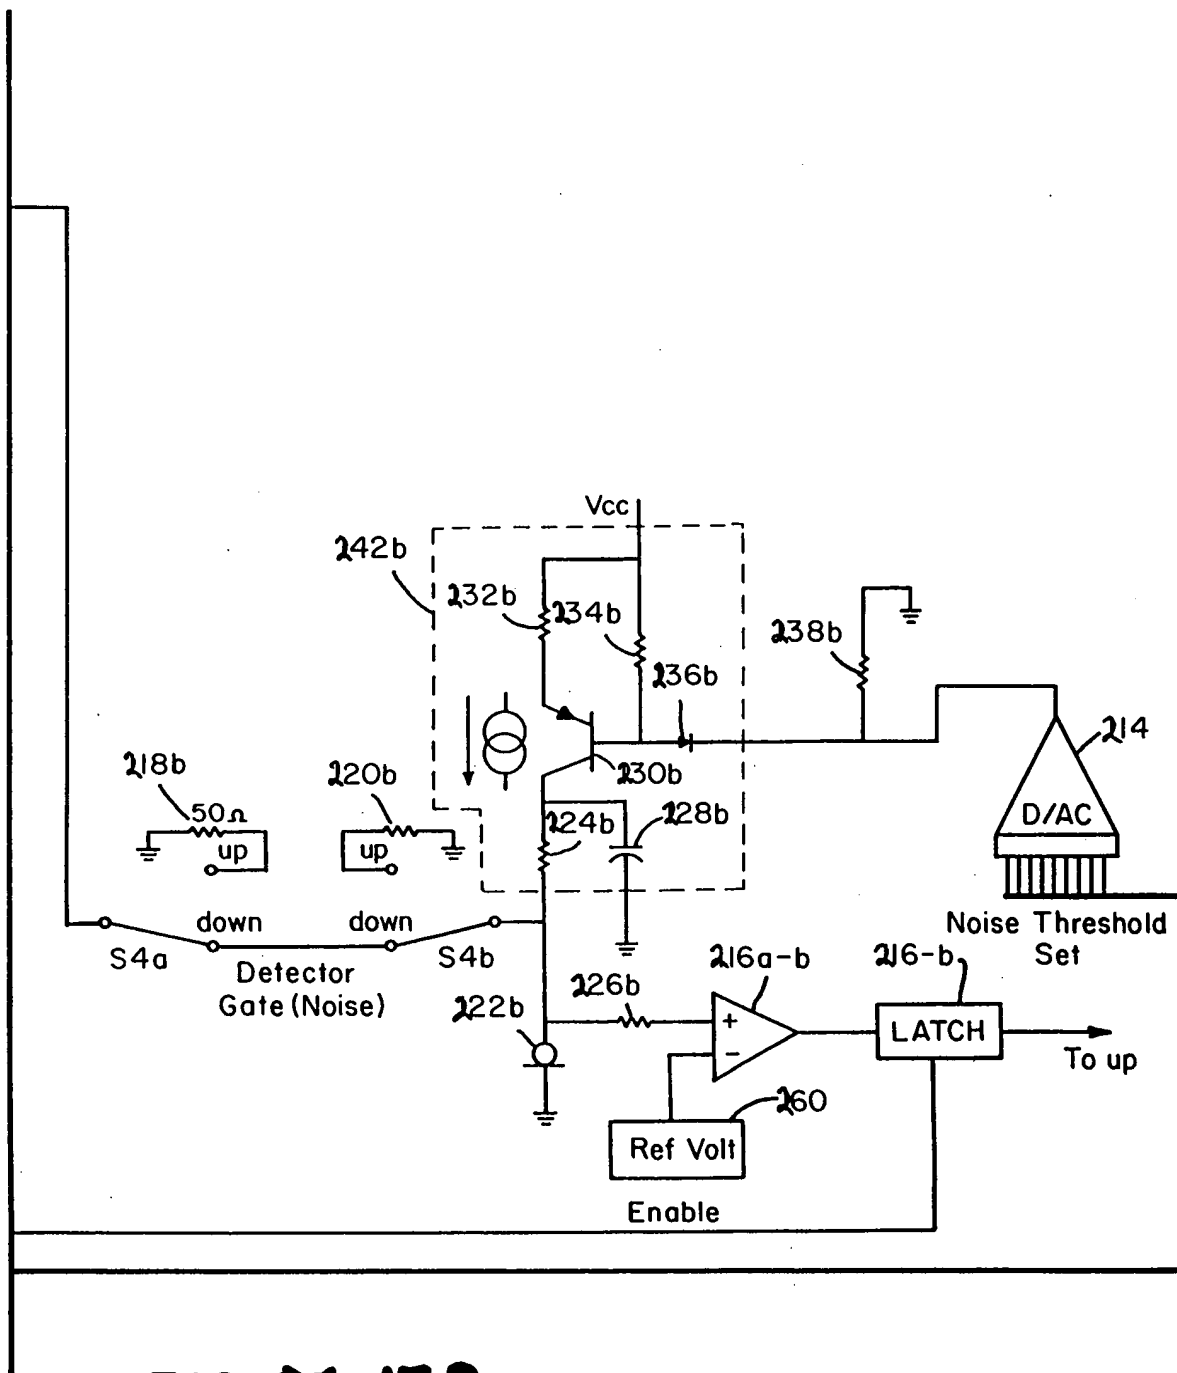 Vcc
242b
232b
234b
238b
236b
214
218b
220b
230b
50Ω
224b
228b
D/AC
up
up
down
down
Noise Threshold
Set
S4a
S4b
216a-b
216-b
Detector
Gate (Noise)
226b
222b
+
−
LATCH
To up
260
Ref Volt
Enable